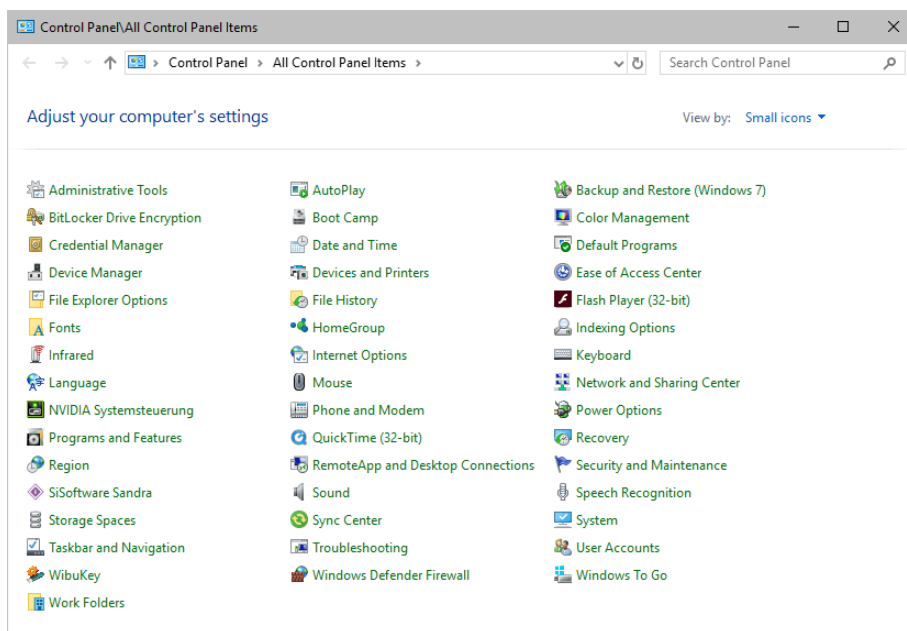 Control Panel\All Control Panel Items
Control Panel > All Control Panel Items >
Search Control Panel
Adjust your computer's settings
View by: Small icons
Administrative Tools AutoPlay Backup and Restore (Windows 7)
BitLocker Drive Encryption Boot Camp Color Management
Credential Manager Date and Time Default Programs
Device Manager Devices and Printers Ease of Access Center
File Explorer Options File History Flash Player (32-bit)
Fonts HomeGroup Indexing Options
Infrared Internet Options Keyboard
Language Mouse Network and Sharing Center
NVIDIA Systemsteuerung Phone and Modem Power Options
Programs and Features QuickTime (32-bit) Recovery
Region RemoteApp and Desktop Connections Security and Maintenance
SiSoftware Sandra Sound Speech Recognition
Storage Spaces Sync Center System
Taskbar and Navigation Troubleshooting User Accounts
WibuKey Windows Defender Firewall Windows To Go
Work Folders